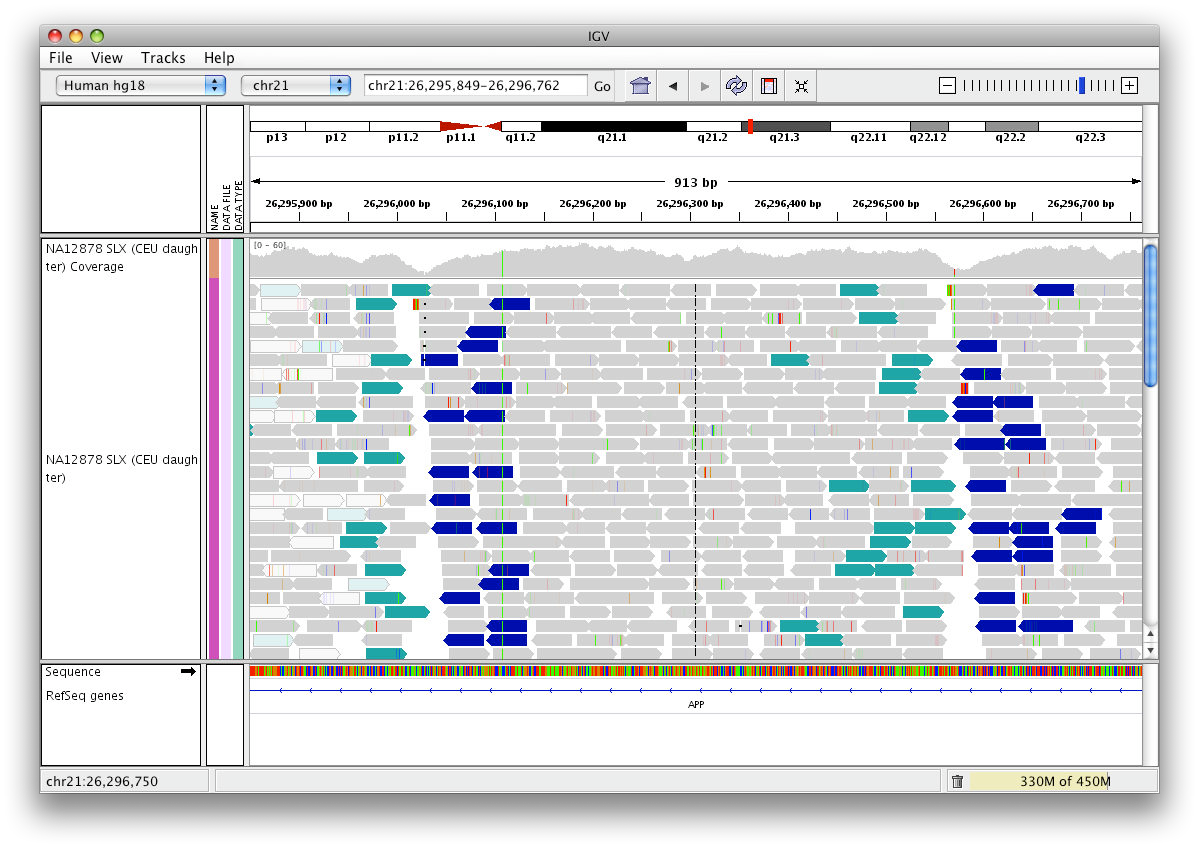 IGV
File View Tracks Help
Human hg18 chr21 chr21:26,295,849-26,296,762 Go
p13 p12 p11.2 p11.1 q11.2 q21.1 q21.2 q21.3 q22.11 q22.12 q22.2 q22.3
913 bp
26,295,900 bp 26,296,000 bp 26,296,100 bp 26,296,200 bp 26,296,300 bp 26,296,400 bp 26,296,500 bp 26,296,600 bp 26,296,700 bp
NAME
DATA FILE
DATA TYPE
NA12878 SLX (CEU daugh
ter) Coverage
[0 - 60]
NA12878 SLX (CEU daugh
ter)
Sequence
RefSeq genes
APP
chr21:26,296,750
330M of 450M